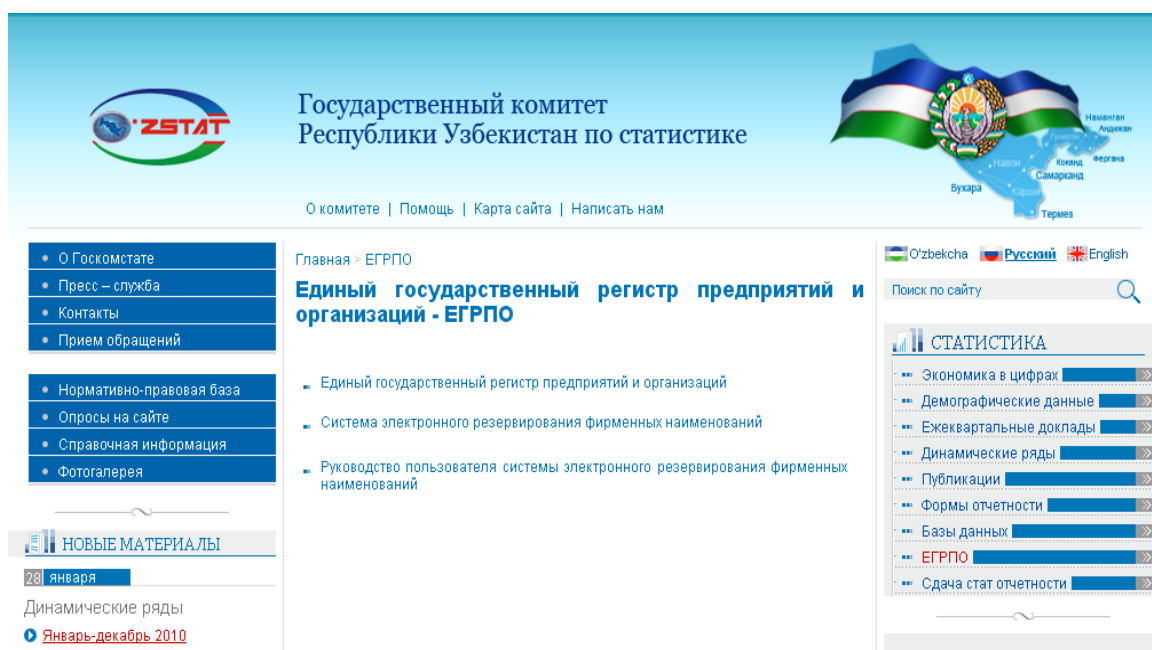 O'ZSTAT
Государственный комитет
Республики Узбекистан по статистике
Наманган
Андижан
Навои
Коканд
Фергана
Самарканд
Бухара
Карши
Термез
О комитете | Помощь | Карта сайта | Написать нам
О Госкомстате
Пресс – служба
Контакты
Прием обращений
Нормативно-правовая база
Опросы на сайте
Справочная информация
Фотогалерея
НОВЫЕ МАТЕРИАЛЫ
28 января
Динамические ряды
Январь-декабрь 2010
Главная > ЕГРПО
Единый государственный регистр предприятий и
организаций - ЕГРПО
Единый государственный регистр предприятий и организаций
Система электронного резервирования фирменных наименований
Руководство пользователя системы электронного резервирования фирменных
наименований
O'zbekcha Русский English
Поиск по сайту
СТАТИСТИКА
Экономика в цифрах
Демографические данные
Ежеквартальные доклады
Динамические ряды
Публикации
Формы отчетности
Базы данных
ЕГРПО
Сдача стат отчетности